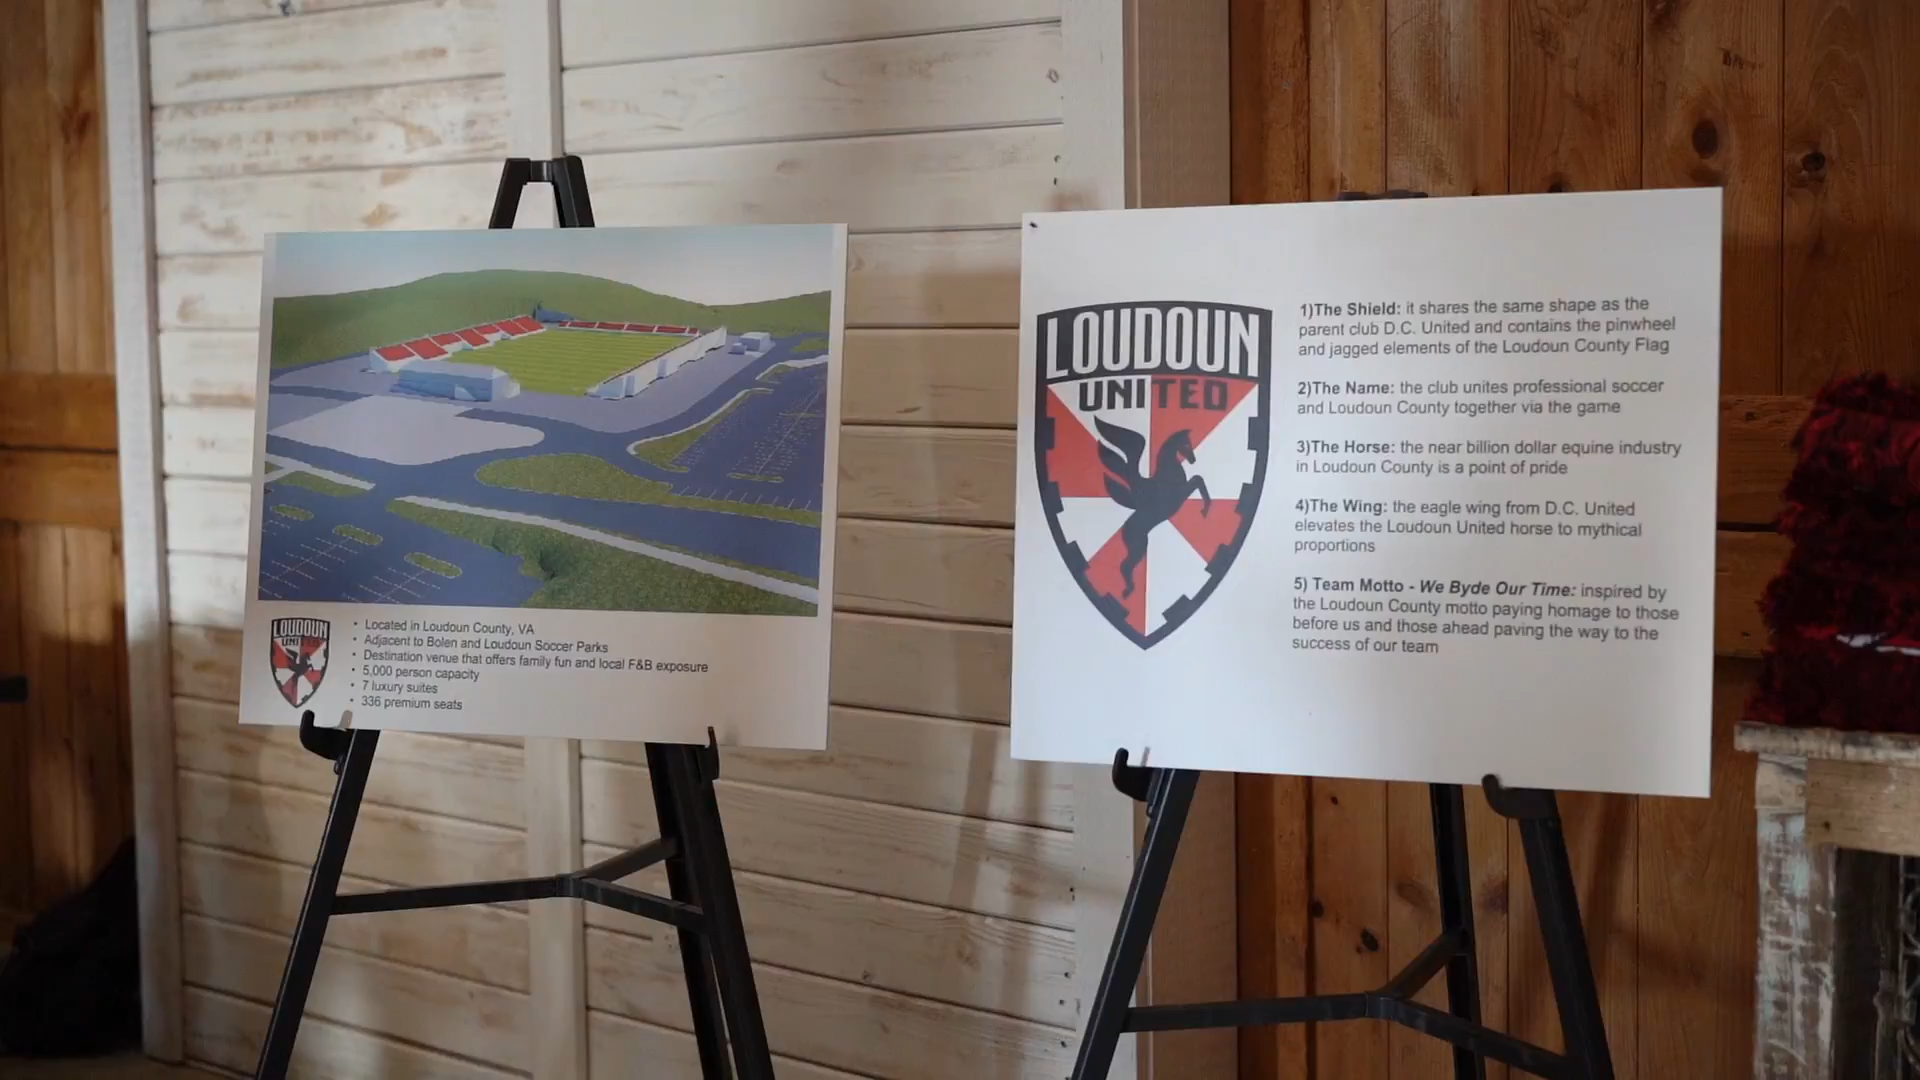 LOUDOUN
UNITED
• Located in Loudoun County, VA
• Adjacent to Bolen and Loudoun Soccer Parks
• Destination venue that offers family fun and local F&B exposure
• 5,000 person capacity
• 7 luxury suites
• 336 premium seats
LOUDOUN
UNITED
1)The Shield: it shares the same shape as the
parent club D.C. United and contains the pinwheel
and jagged elements of the Loudoun County Flag
2)The Name: the club unites professional soccer
and Loudoun County together via the game
3)The Horse: the near billion dollar equine industry
in Loudoun County is a point of pride
4)The Wing: the eagle wing from D.C. United
elevates the Loudoun United horse to mythical
proportions
5) Team Motto - We Byde Our Time: inspired by
the Loudoun County motto paying homage to those
before us and those ahead paving the way to the
success of our team